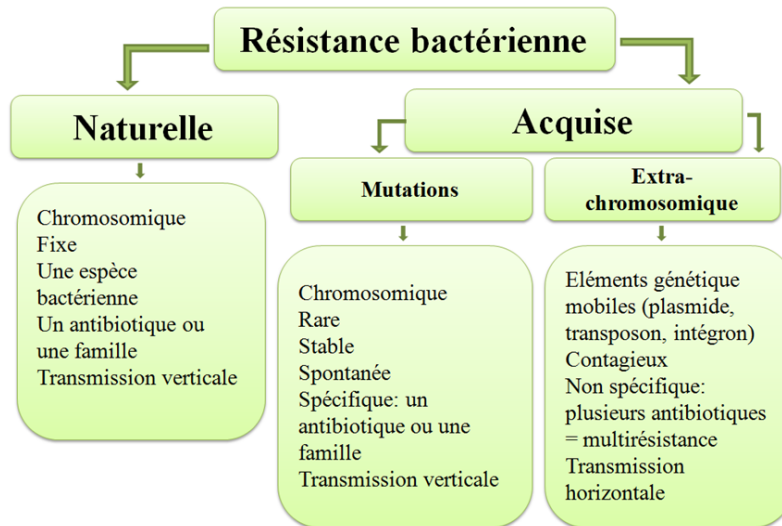 Résistance bactérienne
Naturelle
Chromosomique
Fixe
Une espèce
bactérienne
Un antibiotique ou
une famille
Transmission verticale
Acquise
Mutations
Chromosomique
Rare
Stable
Spontanée
Spécifique: un
antibiotique ou une
famille
Transmission verticale
Extra-
chromosomique
Eléments génétique
mobiles (plasmide,
transposon, intégron)
Contagieux
Non spécifique:
plusieurs antibiotiques
= multirésistance
Transmission
horizontale